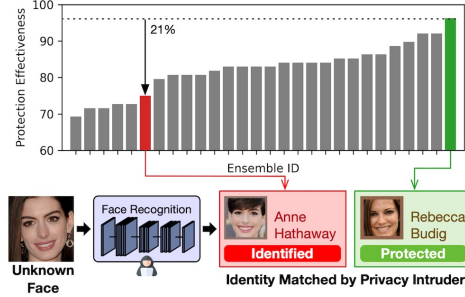 100
90
80
70
60
Protection Effectiveness
21%
Ensemble ID
Face Recognition
Unknown
Face
Anne
Hathaway
Identified
Rebecca
Budig
Protected
Identity Matched by Privacy Intruder